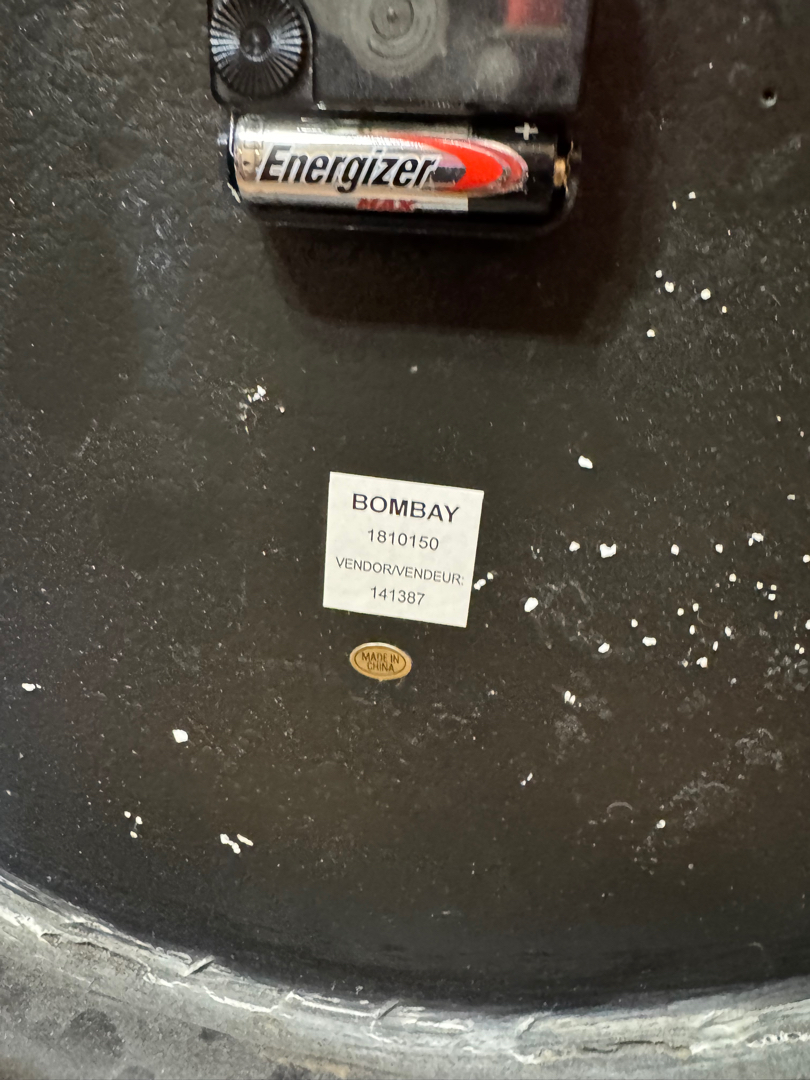 +
Energizer
MAX
BOMBAY
1810150
VENDOR/VENDEUR:
141387
MADE IN
CHINA